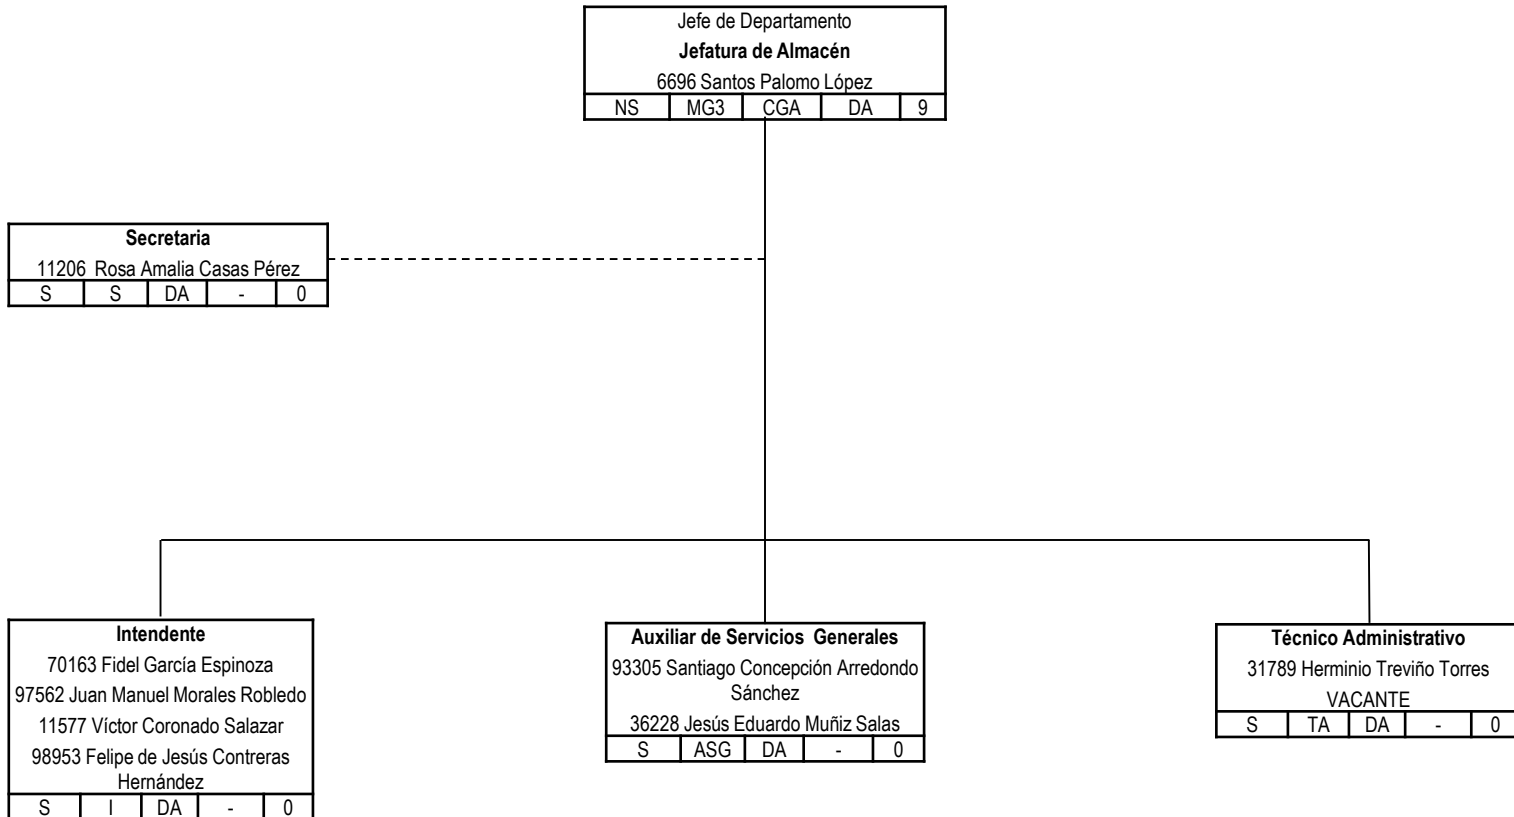 Jefe de Departamento
Jefatura de Almacén
6696 Santos Palomo López
NS MG3 CGA DA 9
Secretaria
11206 Rosa Amalia Casas Pérez
S S DA - 0
Intendente
70163 Fidel García Espinoza
97562 Juan Manuel Morales Robledo
11577 Víctor Coronado Salazar
98953 Felipe de Jesús Contreras
Hernández
S I DA - 0
Auxiliar de Servicios Generales
93305 Santiago Concepción Arredondo
Sánchez
36228 Jesús Eduardo Muñiz Salas
S ASG DA - 0
Técnico Administrativo
31789 Herminio Treviño Torres
VACANTE
S TA DA - 0